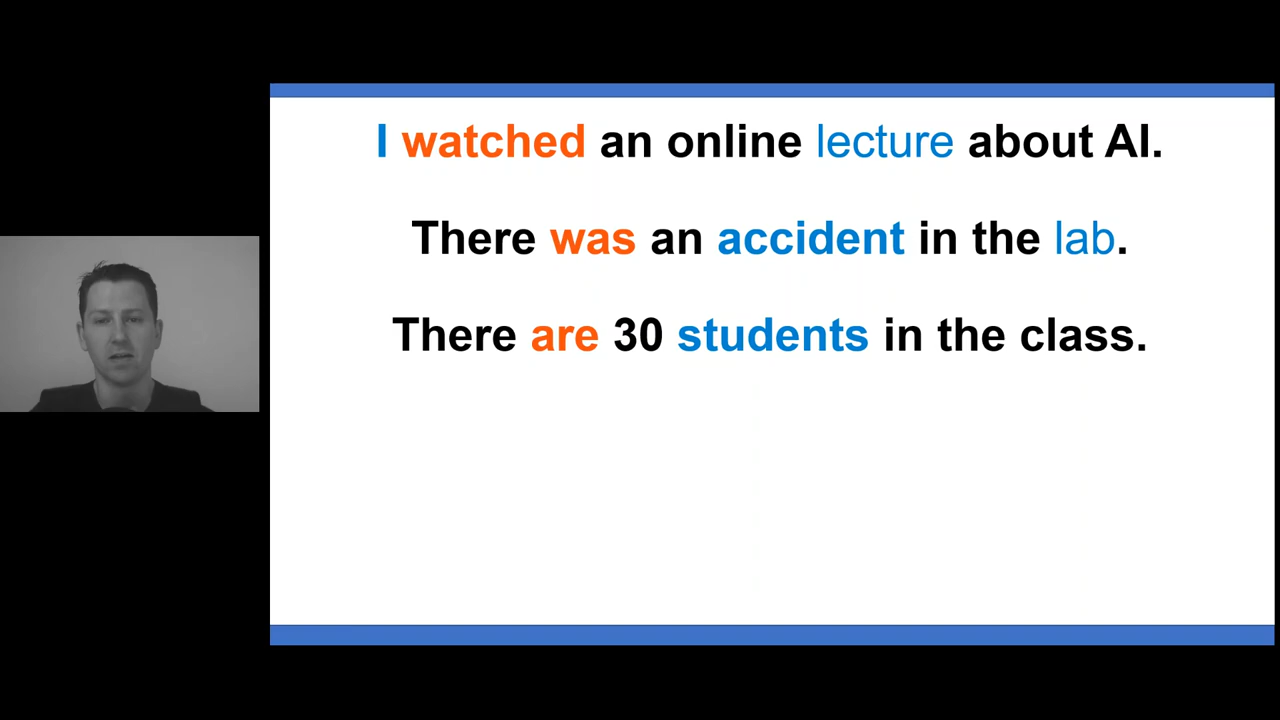 I watched an online lecture about AI.
There was an accident in the lab.
There are 30 students in the class.